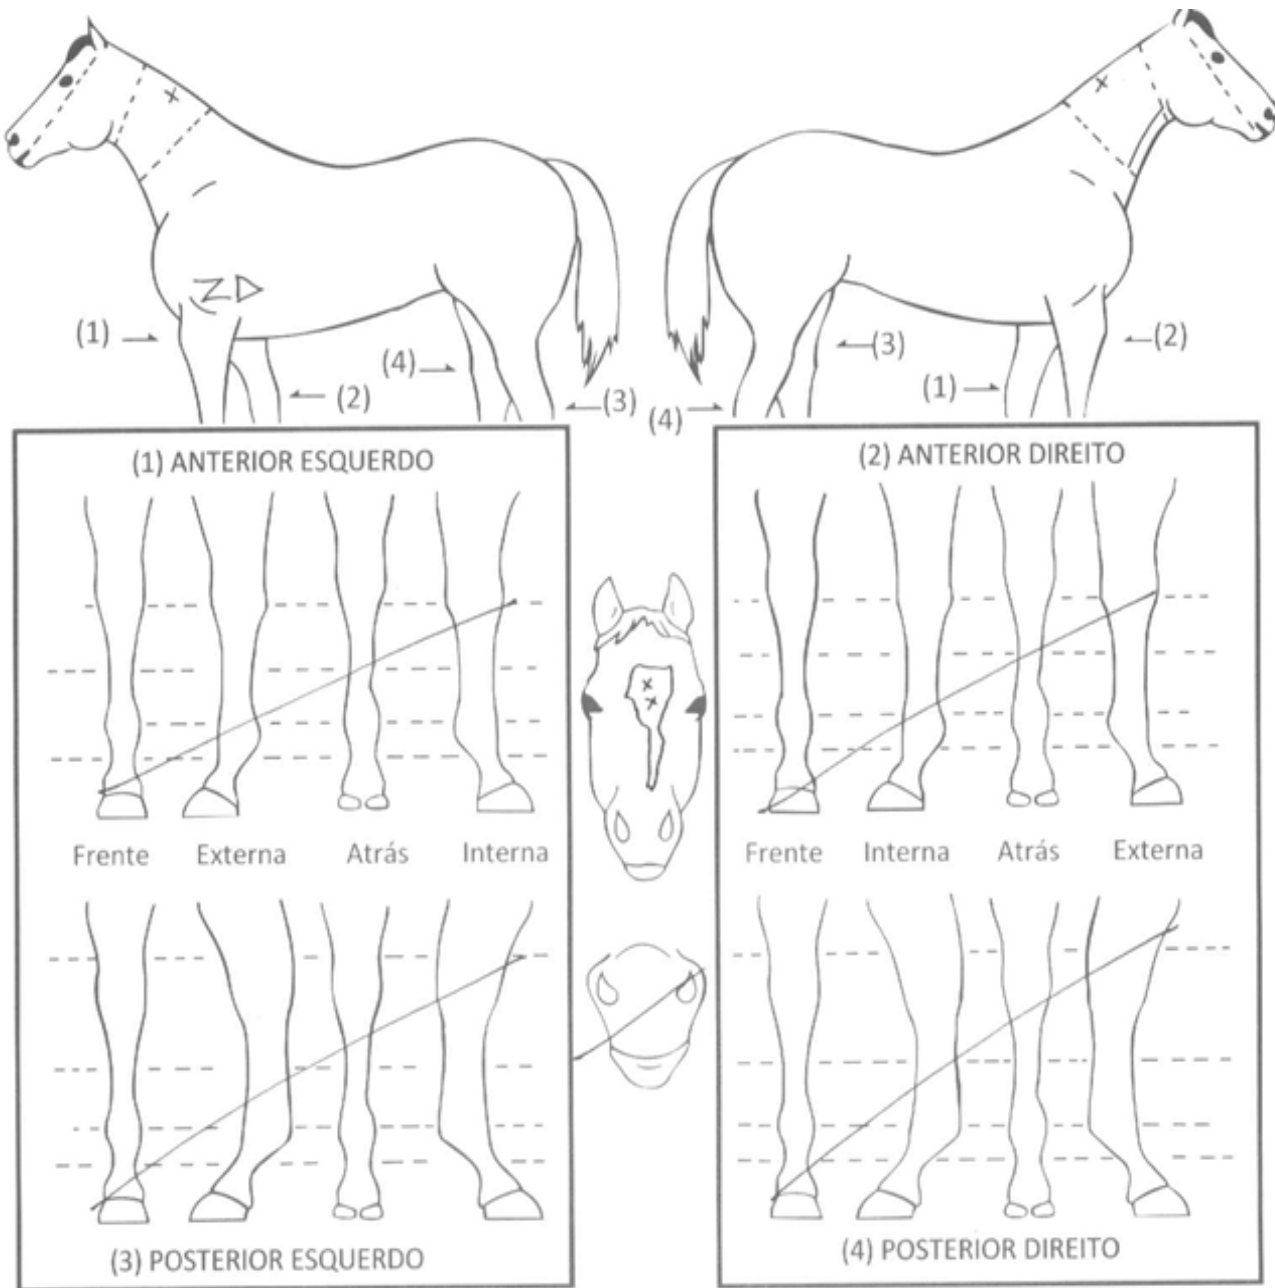 ZD
(1)
(4)
(2)
(3)
(3)
(2)
(1)
(4)
(1) ANTERIOR ESQUERDO
(2) ANTERIOR DIREITO
Frente Externa Atrás Interna
Frente Interna Atrás Externa
(3) POSTERIOR ESQUERDO
(4) POSTERIOR DIREITO